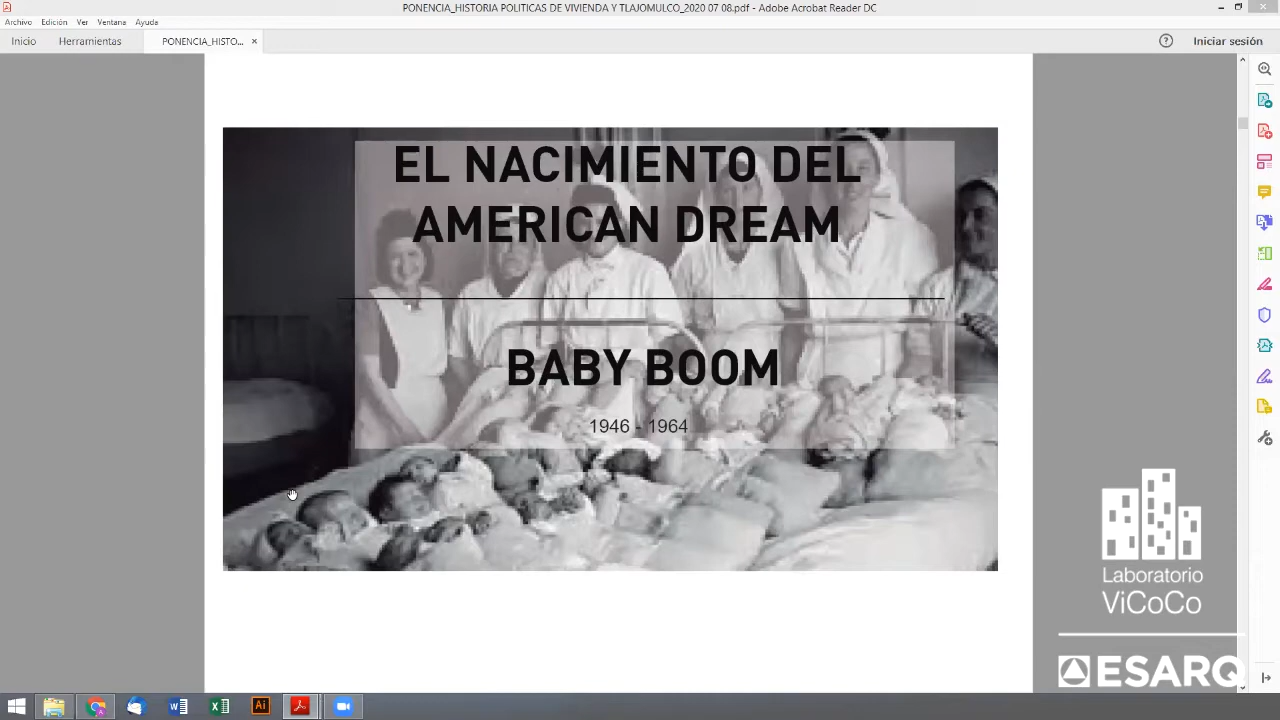 PONENCIA_HISTORIA POLITICAS DE VIVIENDA Y TLAJOMULCO_2020 07 08.pdf - Adobe Acrobat Reader DC
Archivo Edición Ver Ventana Ayuda
Inicio Herramientas PONENCIA_HISTO... × Iniciar sesión
EL NACIMIENTO DEL
AMERICAN DREAM
BABY BOOM
1946 - 1964
Laboratorio
ViCoCo
ESARQ